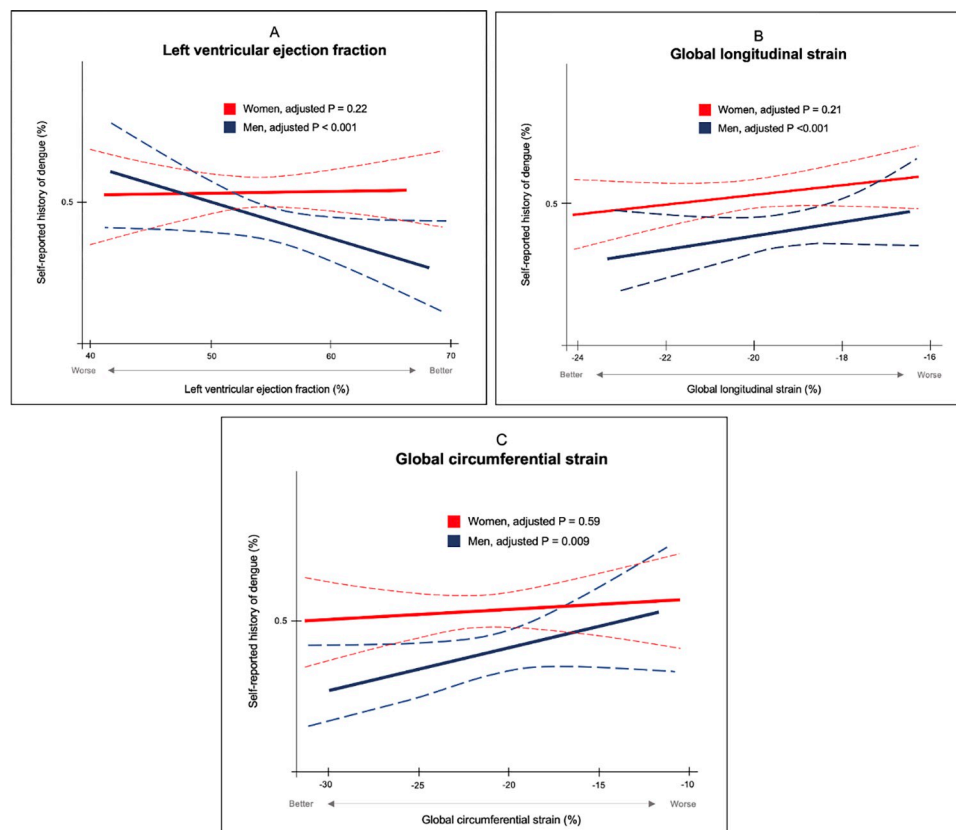 A
Left ventricular ejection fraction
Women, adjusted P = 0.22
Men, adjusted P < 0.001
Self-reported history of dengue (%)
0.5
40 50 60 70
Worse Better
Left ventricular ejection fraction (%)
B
Global longitudinal strain
Women, adjusted P = 0.21
Men, adjusted P <0.001
Self-reported history of dengue (%)
0.5
-24 -22 -20 -18 -16
Better Worse
Global longitudinal strain (%)
C
Global circumferential strain
Women, adjusted P = 0.59
Men, adjusted P = 0.009
Self-reported history of dengue (%)
0.5
-30 -25 -20 -15 -10
Better Worse
Global circumferential strain (%)